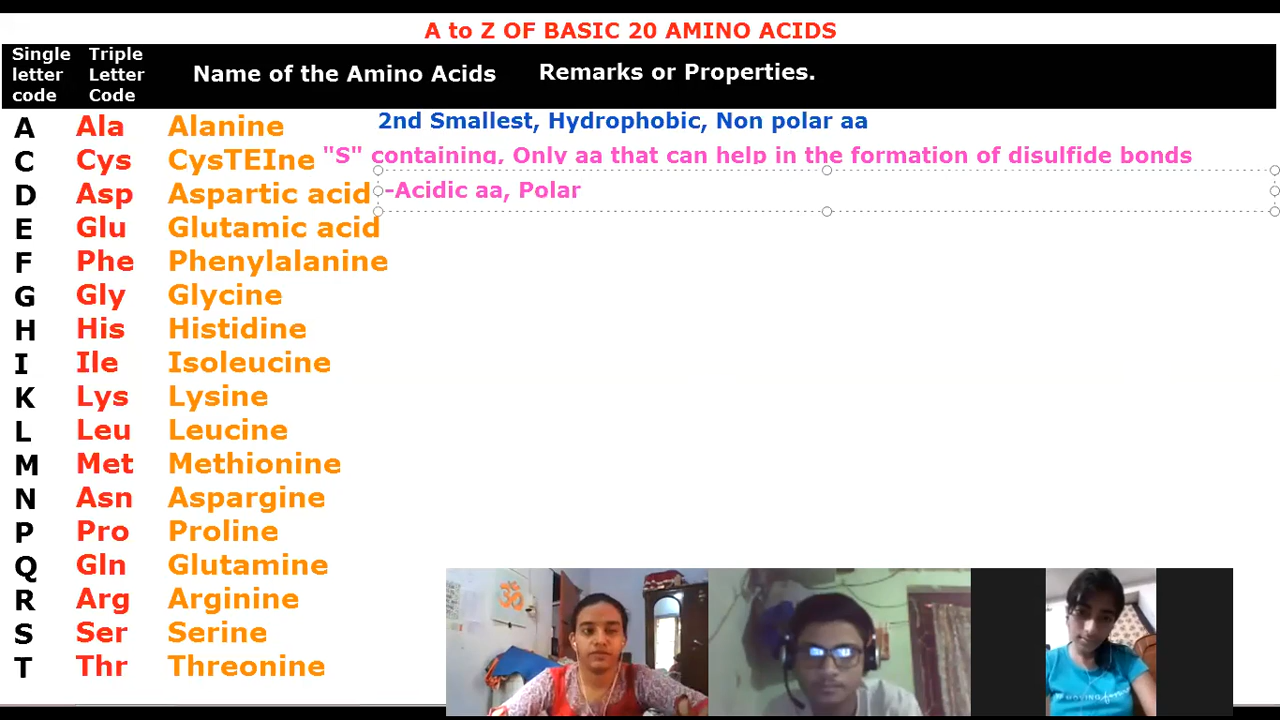 A to Z OF BASIC 20 AMINO ACIDS
Single letter code Triple Letter Code Name of the Amino Acids Remarks or Properties.
A Ala Alanine 2nd Smallest, Hydrophobic, Non polar aa
C Cys CysTEIne "S" containing, Only aa that can help in the formation of disulfide bonds
D Asp Aspartic acid -Acidic aa, Polar
E Glu Glutamic acid
F Phe Phenylalanine
G Gly Glycine
H His Histidine
I Ile Isoleucine
K Lys Lysine
L Leu Leucine
M Met Methionine
N Asn Aspargine
P Pro Proline
Q Gln Glutamine
R Arg Arginine
S Ser Serine
T Thr Threonine
ॐ